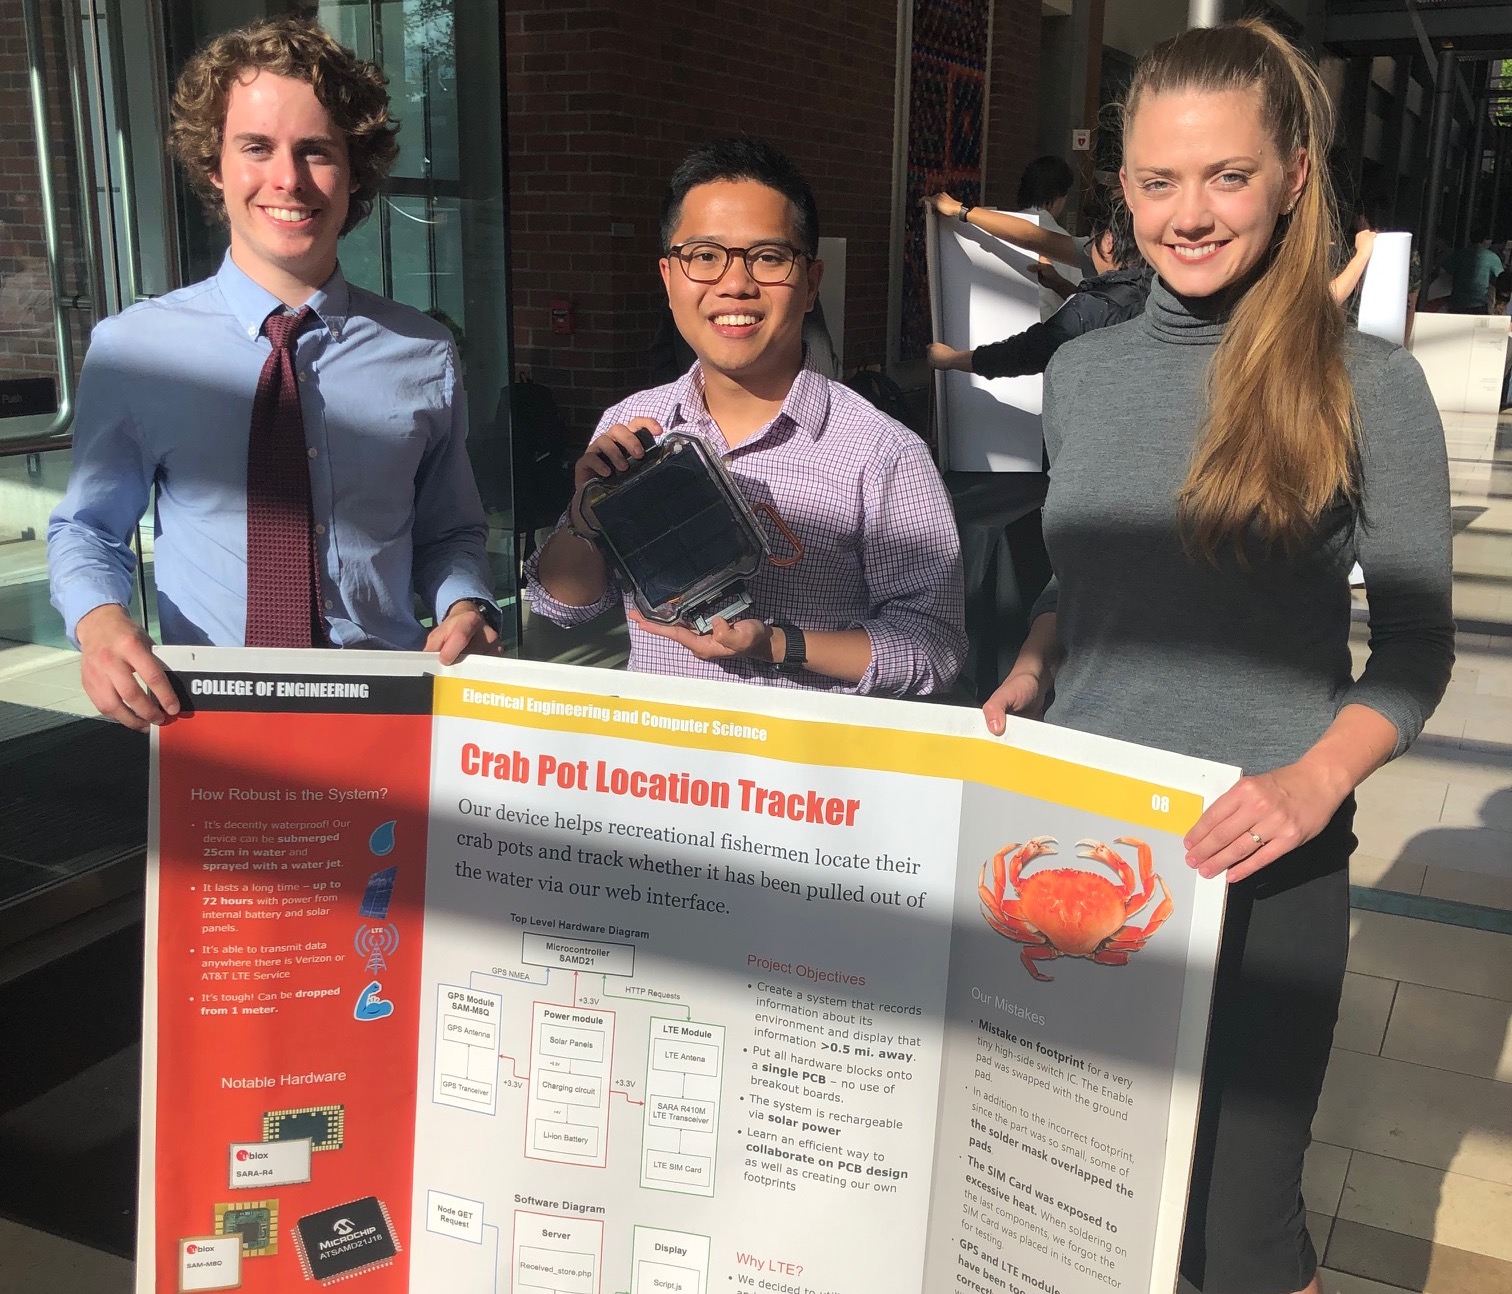 Push
COLLEGE OF ENGINEERING
Electrical Engineering and Computer Science
08
How Robust is the System?
• It's decently waterproof! Our
device can be submerged
25cm in water and
sprayed with a water jet.
• It lasts a long time – up to
72 hours with power from
internal battery and solar
panels.
• It's able to transmit data
anywhere there is Verizon or
AT&T LTE Service
• It's tough! Can be dropped
from 1 meter.
LTE
Notable Hardware
ublox
SARA-R4
ublox
SAM-M8Q
MICROCHIP
ATSAMD21J18
Crab Pot Location Tracker
Our device helps recreational fishermen locate their
crab pots and track whether it has been pulled out of
the water via our web interface.
Top Level Hardware Diagram
Microcontroller
SAMD21
GPS NMEA
HTTP Requests
+3.3V
GPS Module
SAM-M8Q
GPS Antenna
GPS Tranceiver
+3.3V
Power module
Solar Panels
Charging circuit
Li-ion Battery
+3.3V
LTE Module
LTE Antena
SARA R410M
LTE Transceiver
LTE SIM Card
Software Diagram
Node GET
Request
Server
Received_store.php
Display
Script.js
Project Objectives
• Create a system that records
information about its
environment and display that
information >0.5 mi. away.
• Put all hardware blocks onto
a single PCB – no use of
breakout boards.
• The system is rechargeable
via solar power
• Learn an efficient way to
collaborate on PCB design
as well as creating our own
footprints
Why LTE?
• We decided to
Our Mistakes
• Mistake on footprint for a very
tiny high-side switch IC. The Enable
pad was swapped with the ground
pad.
• In addition to the incorrect footprint,
since the part was so small, some of
the solder mask overlapped the
pads.
• The SIM Card was exposed to
excessive heat. When soldering on
the last components, we forgot the
SIM Card was placed in its connector
for testing.
• GPS and LTE module
have been too